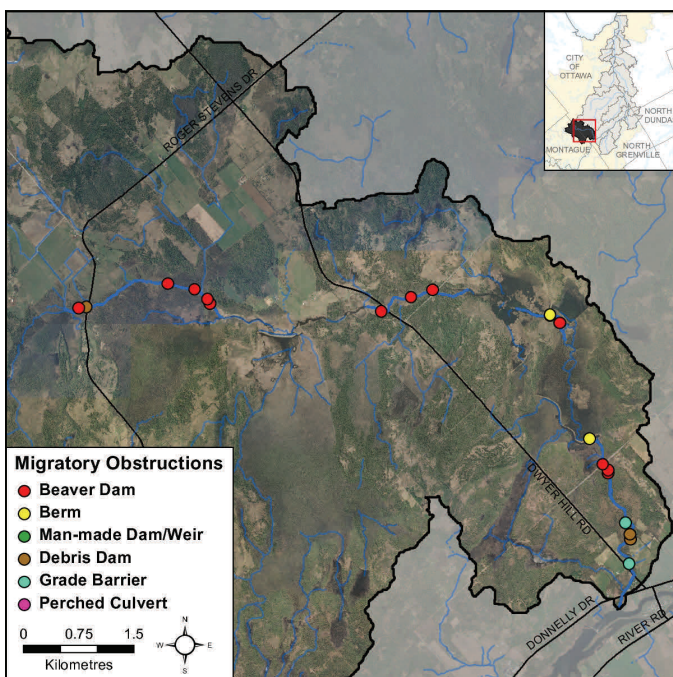 CITY
OF
OTTAWA
NORTH
DUNDAS
MONTAGUE
NORTH
GRENVILLE
ROGER STEVENS DR
DWYER HILL RD
DONNELLY DR
RIVER RD
Migratory Obstructions
Beaver Dam
Berm
Man-made Dam/Weir
Debris Dam
Grade Barrier
Perched Culvert
0 0.75 1.5
Kilometres
N
W E
S